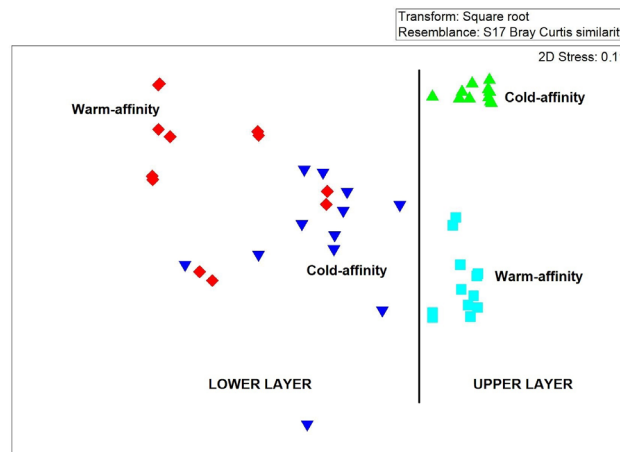 Transform: Square root
Resemblance: S17 Bray Curtis similarit
2D Stress: 0.1
Warm-affinity
Cold-affinity
Cold-affinity
Warm-affinity
LOWER LAYER
UPPER LAYER